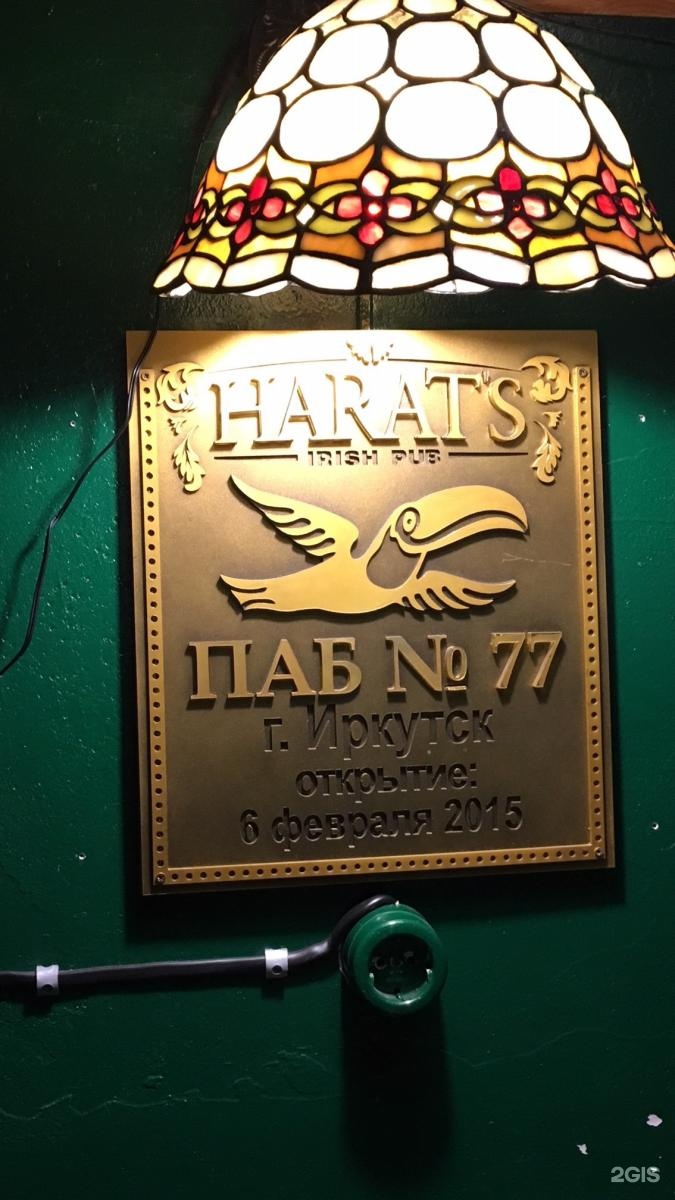 HARAT'S
IRISH PUB
ПАБ № 77
г. Иркутск
открытие:
6 февраля 2015
2GIS